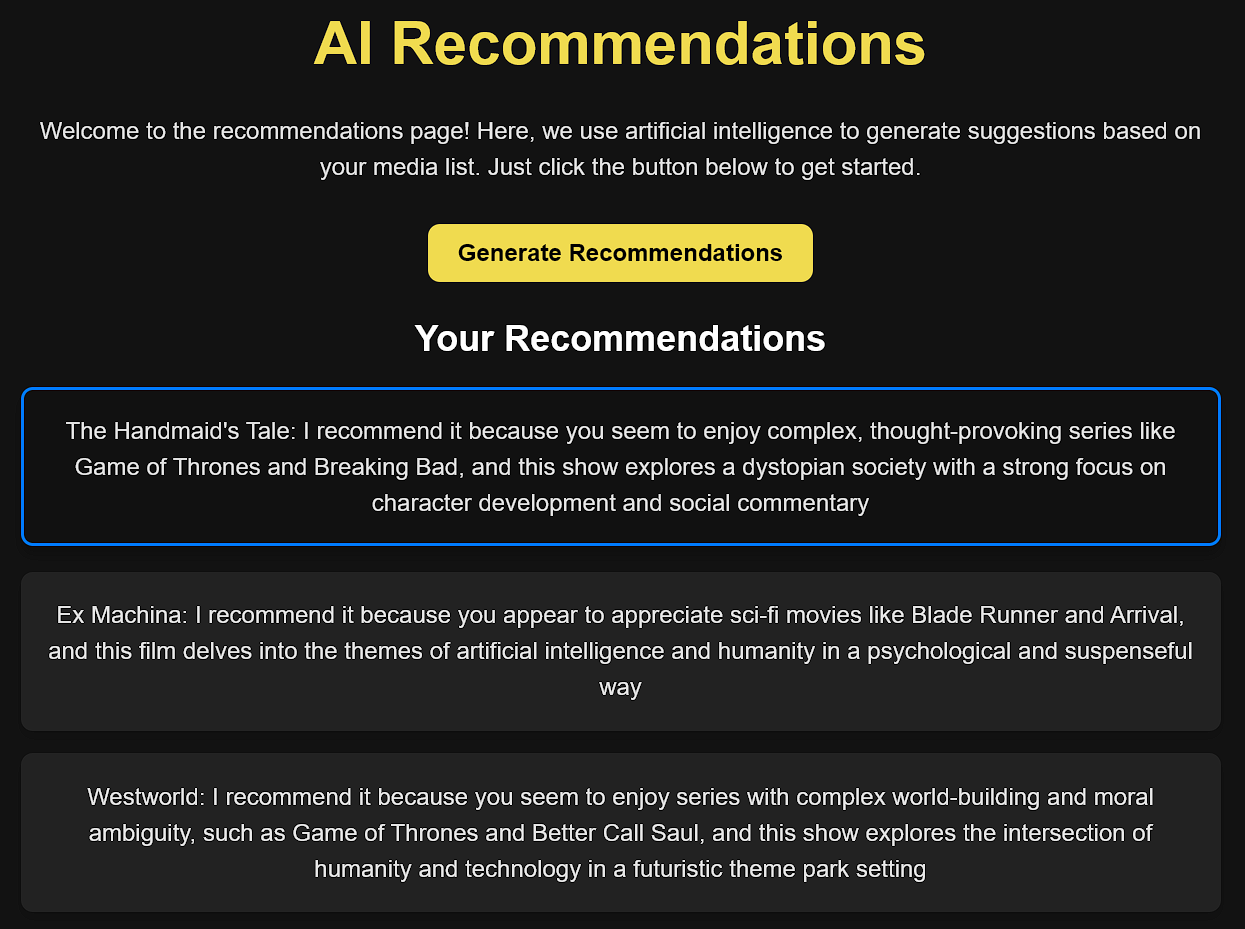 AI Recommendations
Welcome to the recommendations page! Here, we use artificial intelligence to generate suggestions based on
your media list. Just click the button below to get started.
Generate Recommendations
Your Recommendations
The Handmaid's Tale: I recommend it because you seem to enjoy complex, thought-provoking series like
Game of Thrones and Breaking Bad, and this show explores a dystopian society with a strong focus on
character development and social commentary
Ex Machina: I recommend it because you appear to appreciate sci-fi movies like Blade Runner and Arrival,
and this film delves into the themes of artificial intelligence and humanity in a psychological and suspenseful
way
Westworld: I recommend it because you seem to enjoy series with complex world-building and moral
ambiguity, such as Game of Thrones and Better Call Saul, and this show explores the intersection of
humanity and technology in a futuristic theme park setting